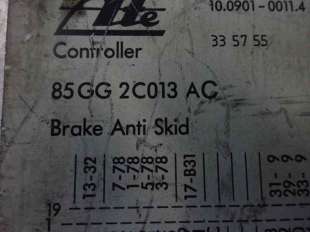 Ate
10.0901-0011.4
Controller
33 57 55
85GG 2C013 AC
Brake Anti Skid
13-32
7-78
1-78
5-78
3-78
17-B31
31-9
29-9
33-9
19